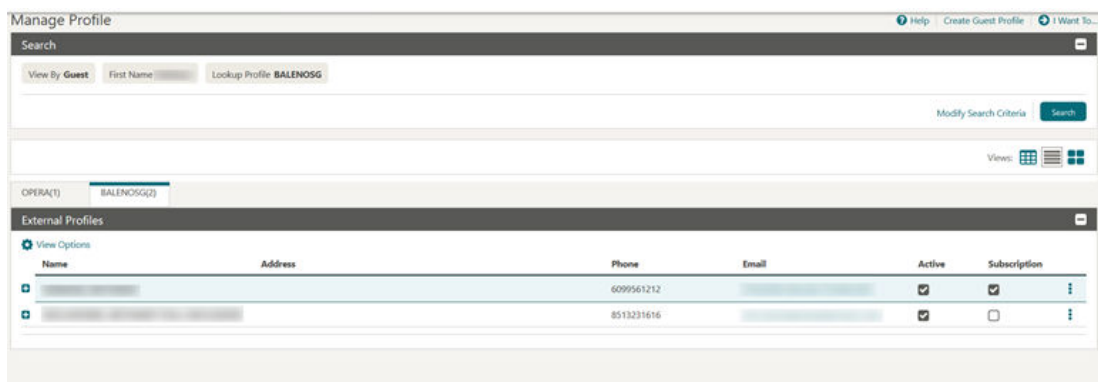 Manage Profile
Help Create Guest Profile I Want To...
Search
View By Guest First Name Lookup Profile BALENOSG
Modify Search Criteria Search
Views:
OPERA(1) BALENOSG(2)
External Profiles
View Options
Name Address Phone Email Active Subscription
6099561212
8513231616